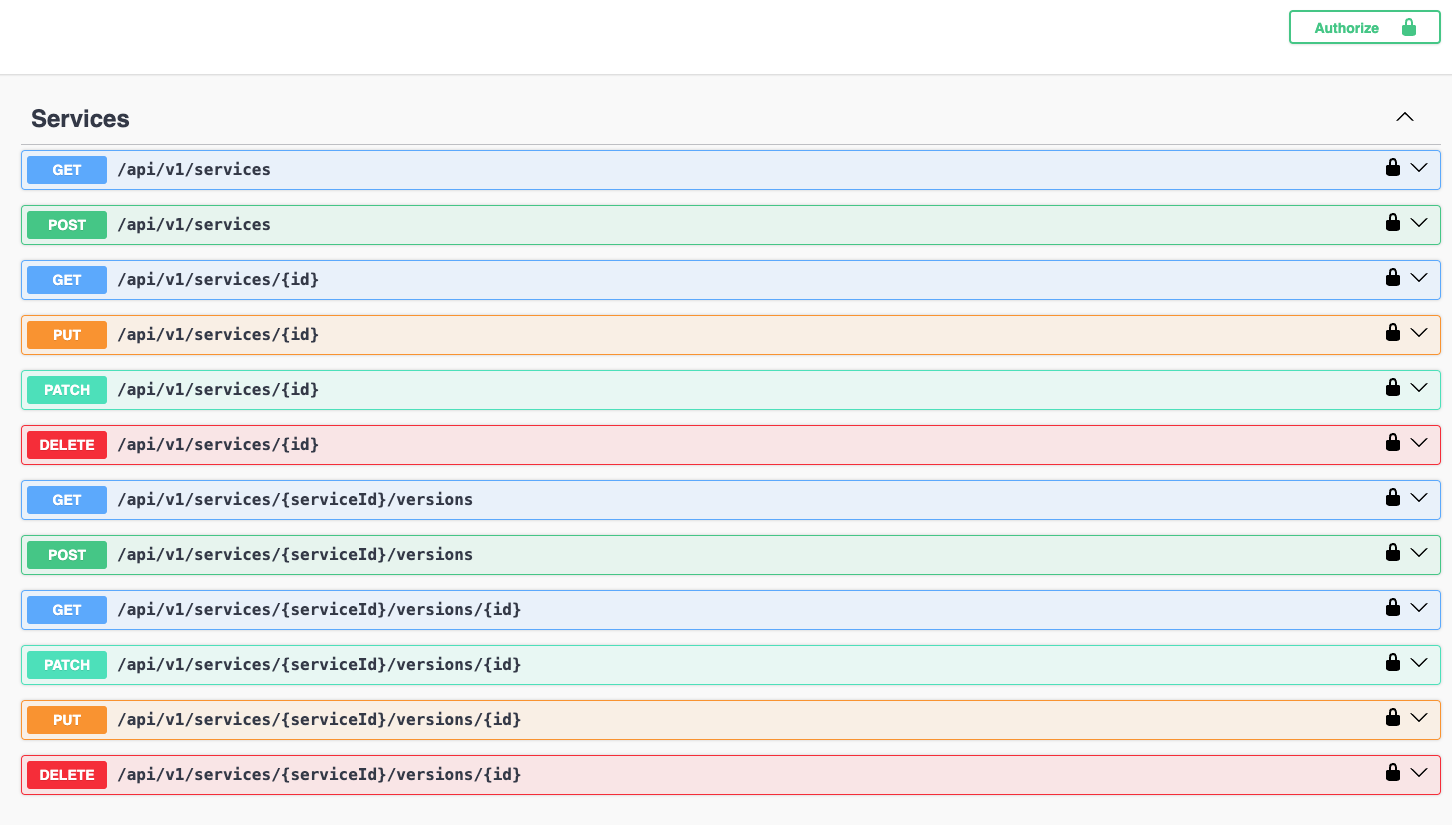 Authorize
Services
GET /api/v1/services
POST /api/v1/services
GET /api/v1/services/{id}
PUT /api/v1/services/{id}
PATCH /api/v1/services/{id}
DELETE /api/v1/services/{id}
GET /api/v1/services/{serviceId}/versions
POST /api/v1/services/{serviceId}/versions
GET /api/v1/services/{serviceId}/versions/{id}
PATCH /api/v1/services/{serviceId}/versions/{id}
PUT /api/v1/services/{serviceId}/versions/{id}
DELETE /api/v1/services/{serviceId}/versions/{id}